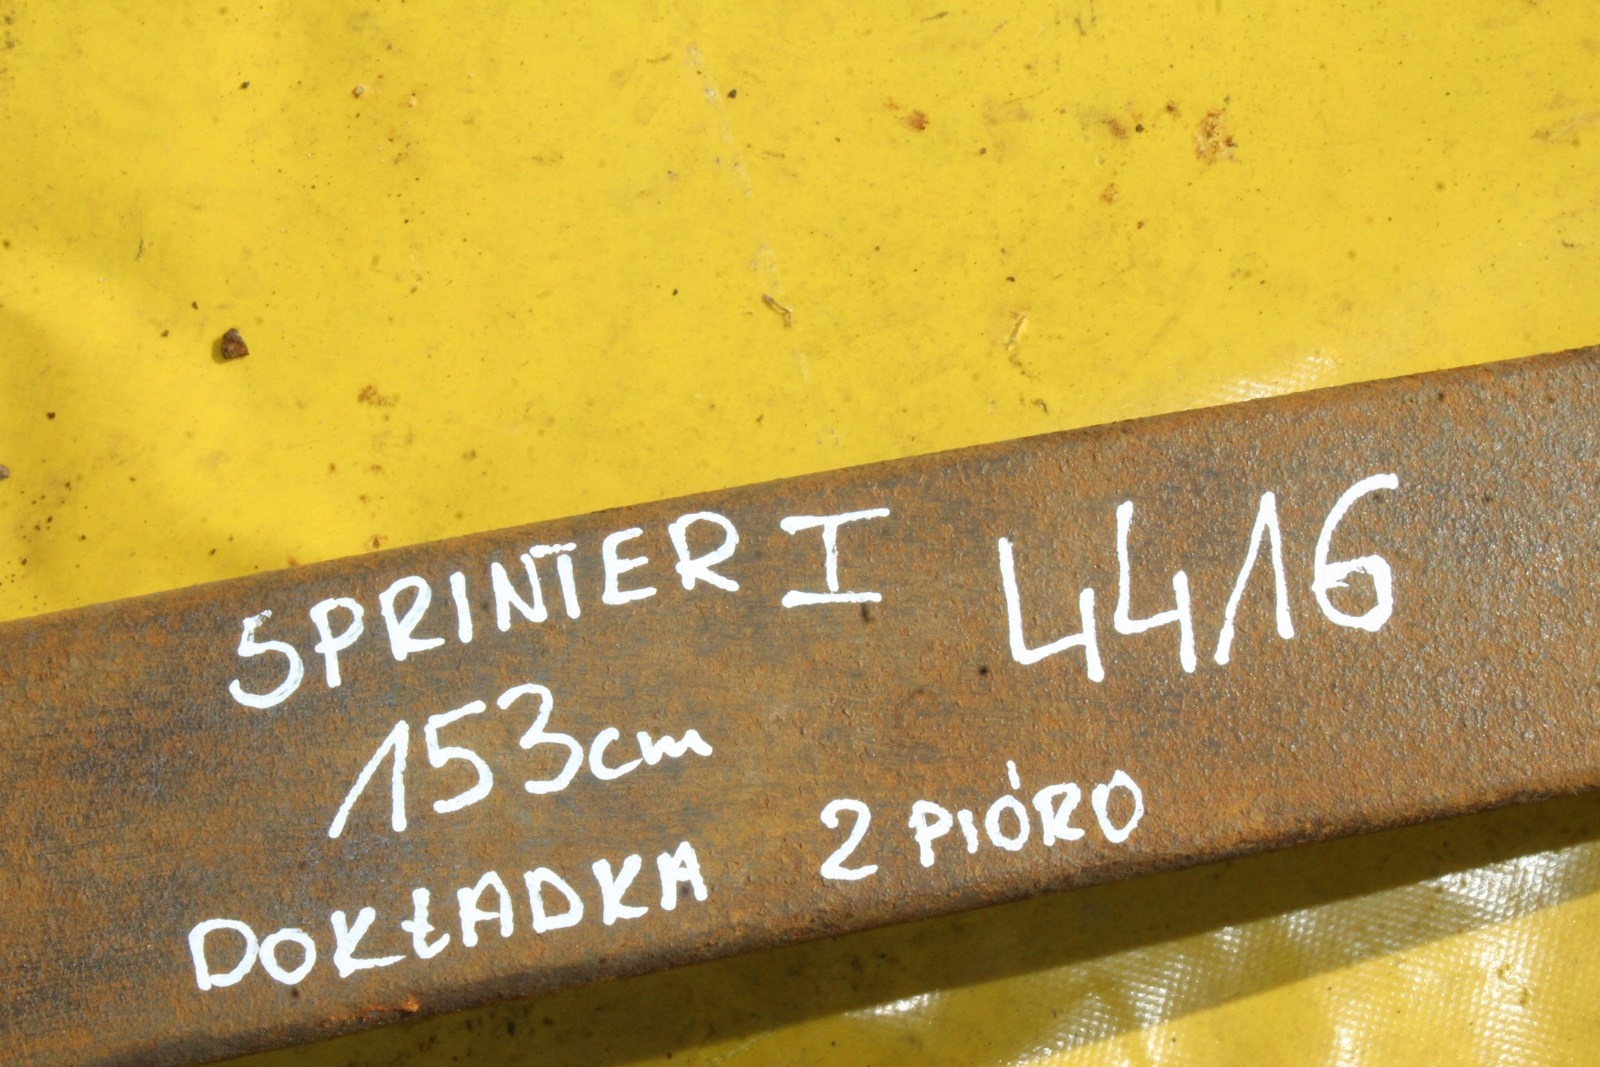 SPRINTER I 4416
153cm
DOKŁADKA 2 PIÓRO